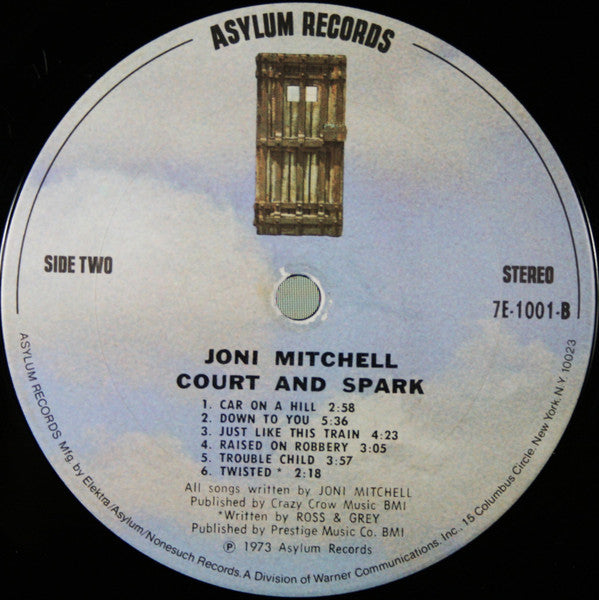 ASYLUM RECORDS
SIDE TWO
STEREO
7E-1001-B
JONI MITCHELL
COURT AND SPARK
1. CAR ON A HILL 2:58
2. DOWN TO YOU 5:36
3. JUST LIKE THIS TRAIN 4:23
4. RAISED ON ROBBERY 3:05
5. TROUBLE CHILD 3:57
6. TWISTED * 2:18
All songs written by JONI MITCHELL
Published by Crazy Crow Music BMI
*Written by ROSS & GREY
Published by Prestige Music Co. BMI
℗ 1973 Asylum Records
ASYLUM RECORDS Mfg. by Elektra/Asylum/Nonesuch Records. A Division of Warner Communications, Inc., 15 Columbus Circle, New York N.Y. 10023